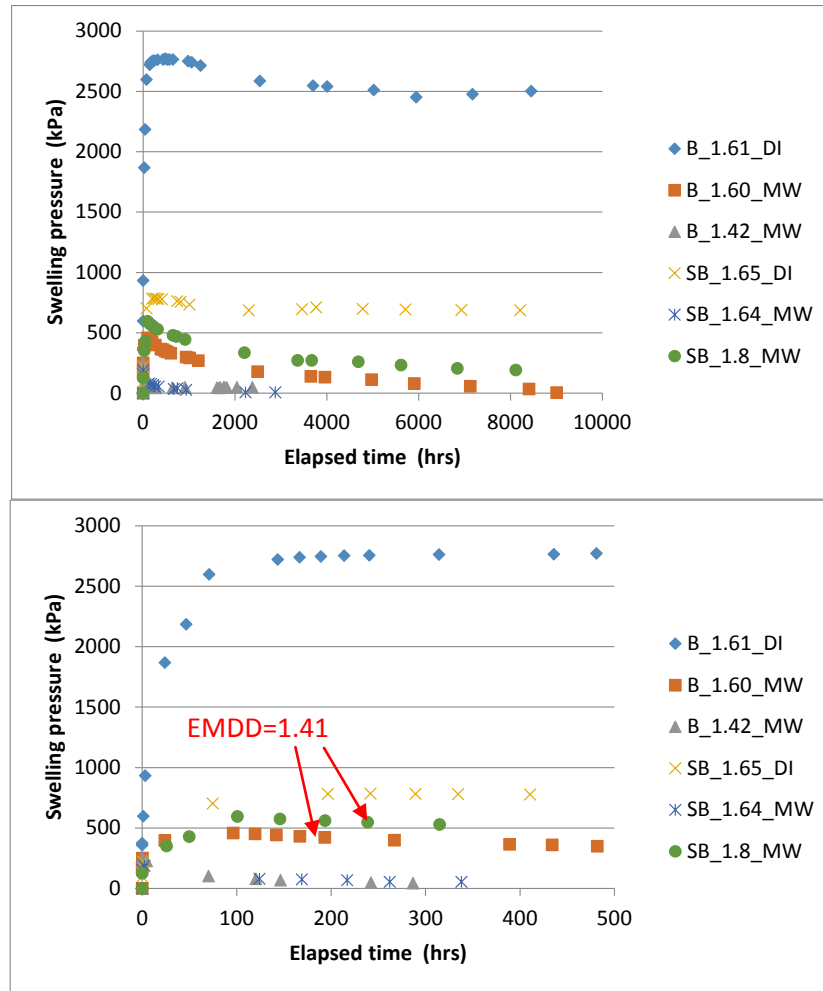 3000
2500
2000
1500
1000
500
0
0 2000 4000 6000 8000 10000
Swelling pressure (kPa)
Elapsed time (hrs)
B_1.61_DI
B_1.60_MW
B_1.42_MW
SB_1.65_DI
SB_1.64_MW
SB_1.8_MW
3000
2500
2000
1500
1000
500
0
0 100 200 300 400 500
Swelling pressure (kPa)
Elapsed time (hrs)
EMDD=1.41
B_1.61_DI
B_1.60_MW
B_1.42_MW
SB_1.65_DI
SB_1.64_MW
SB_1.8_MW